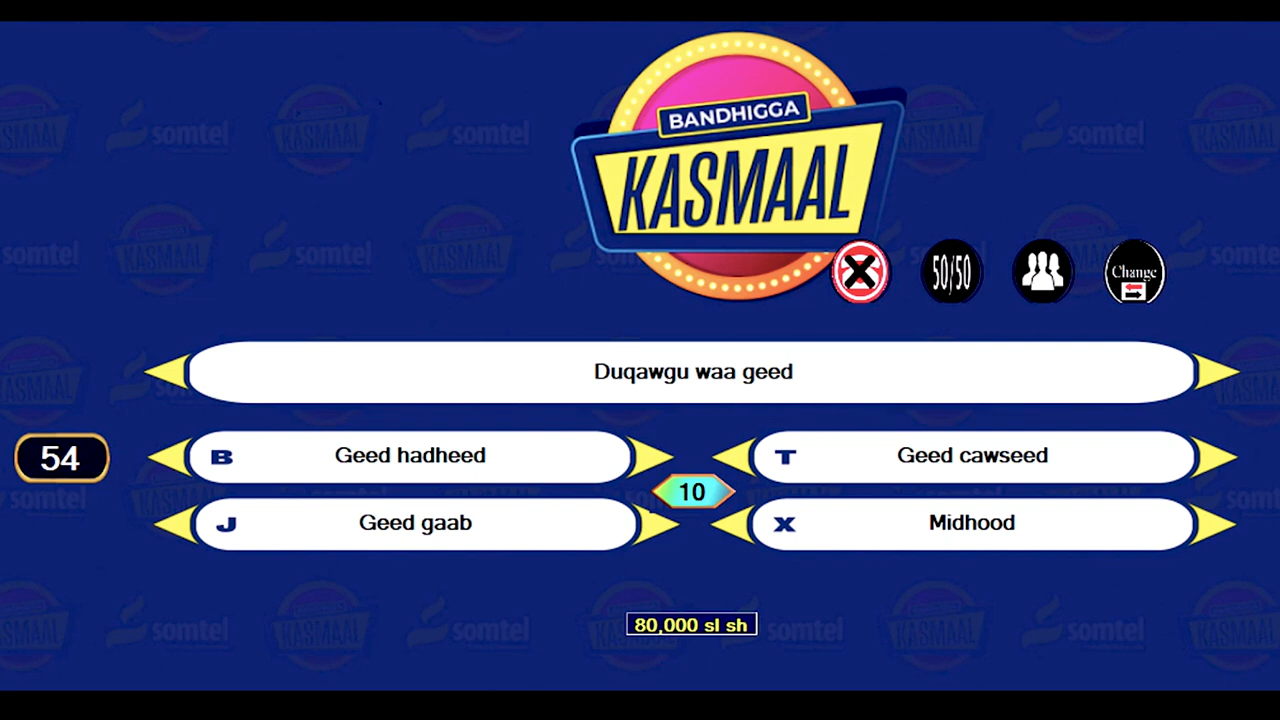 BANDHIGGA
KASMAAL
50/50
Change
Duqawgu waa geed
54
B Geed hadheed
T Geed cawseed
10
J Geed gaab
X Midhood
80,000 sl sh
somtel